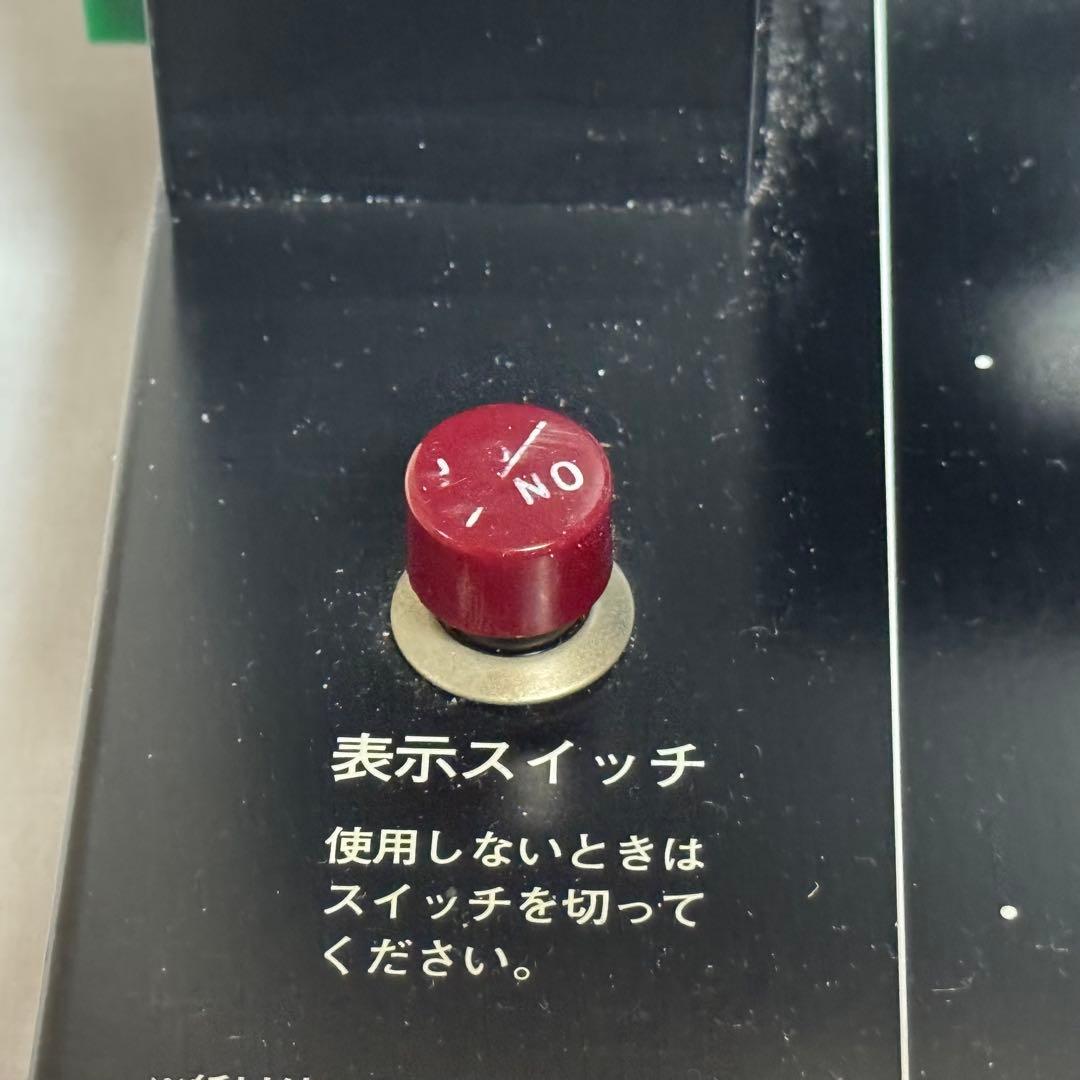 ON
表示スイッチ
使用しないときは
スイッチを切って
ください。